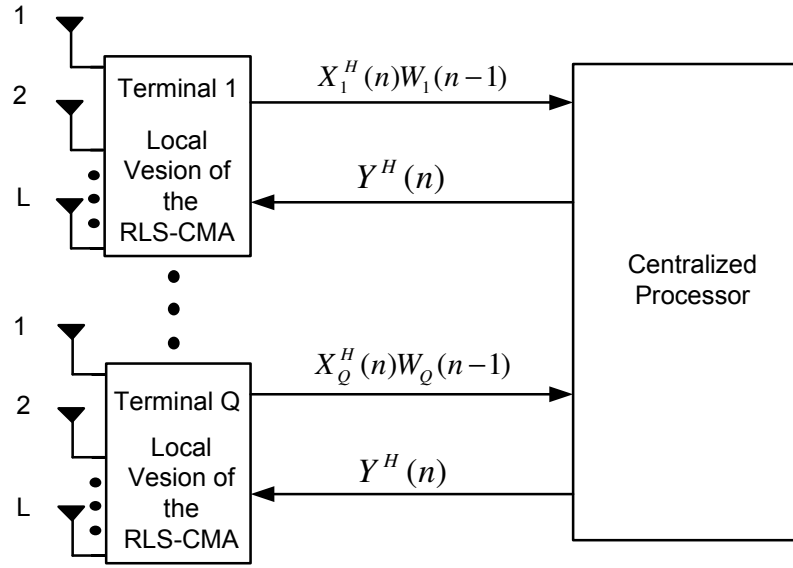 1
2
L
Terminal 1
Local
Vesion of
the
RLS-CMA
X_1^H(n)W_1(n−1)
Y^H(n)
Centralized
Processor
1
2
L
Terminal Q
Local
Vesion of
the
RLS-CMA
X_Q^H(n)W_Q(n−1)
Y^H(n)